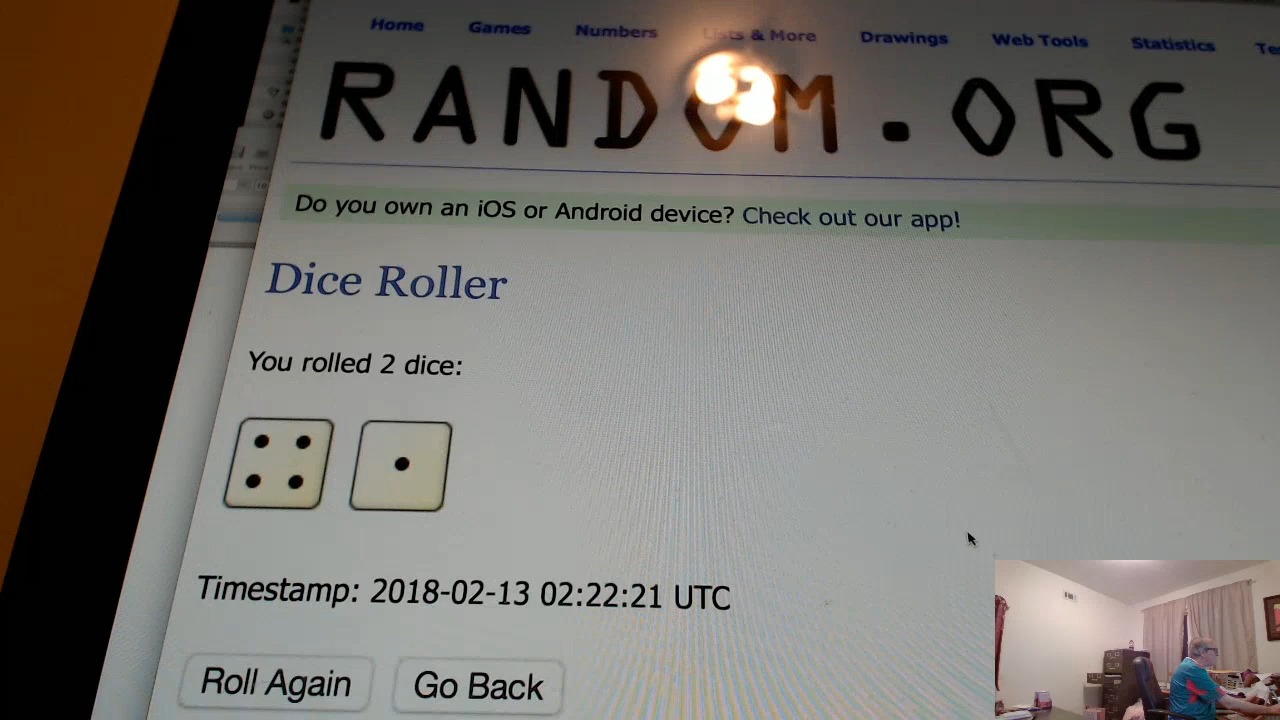 Home Games Numbers Lists & More Drawings Web Tools Statistics
RANDOM.ORG
Do you own an iOS or Android device? Check out our app!
Dice Roller
You rolled 2 dice:
Timestamp: 2018-02-13 02:22:21 UTC
Roll Again Go Back